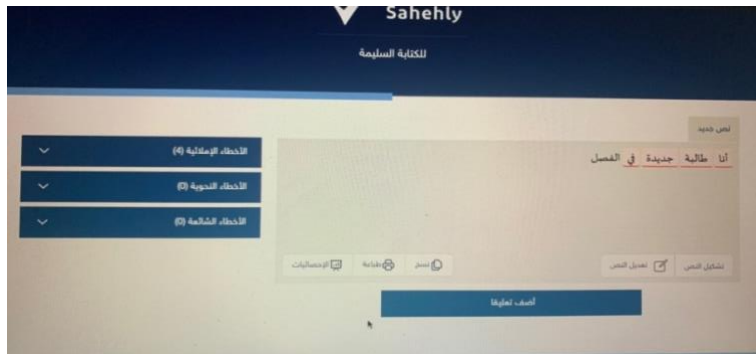 Sahehly
للكتابة السليمة
نص جديد
أنا طالبة جديدة في الفصل
الأخطاء الإملائية (4)
الأخطاء النحوية (0)
الأخطاء الشائعة (0)
تشكيل النص
تعديل النص
نسخ
طباعة
الإحصائيات
أضف تعليقا